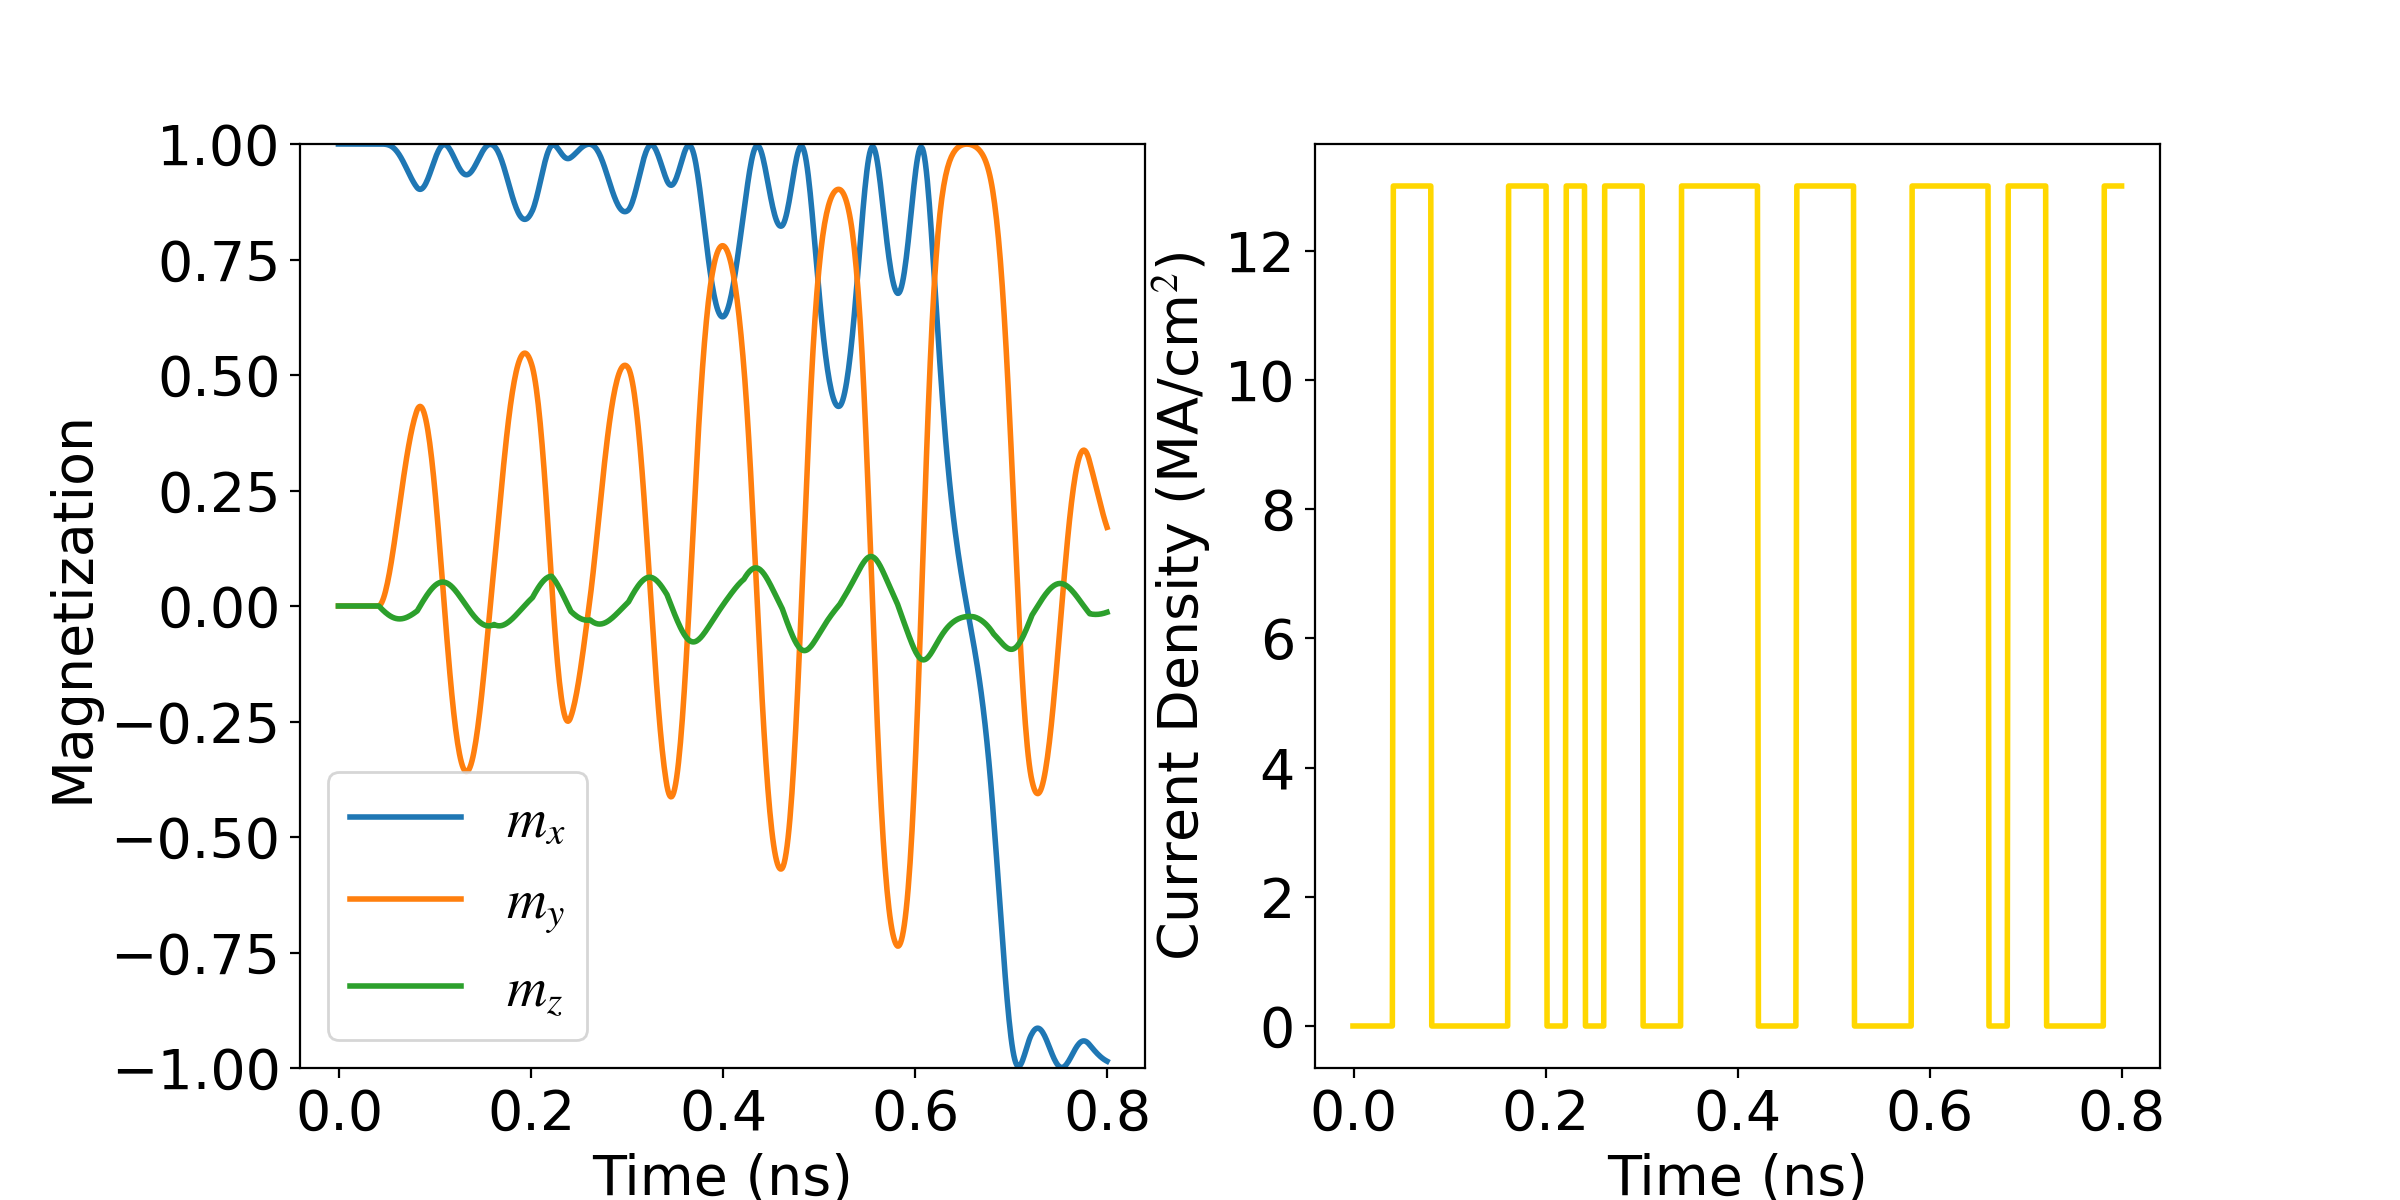 1.00
0.75
0.50
0.25
0.00
−0.25
−0.50
−0.75
−1.00
Magnetization
m_x
m_y
m_z
0.0 0.2 0.4 0.6 0.8
Time (ns)
12
10
8
6
4
2
0
Current Density (MA/cm²)
0.0 0.2 0.4 0.6 0.8
Time (ns)